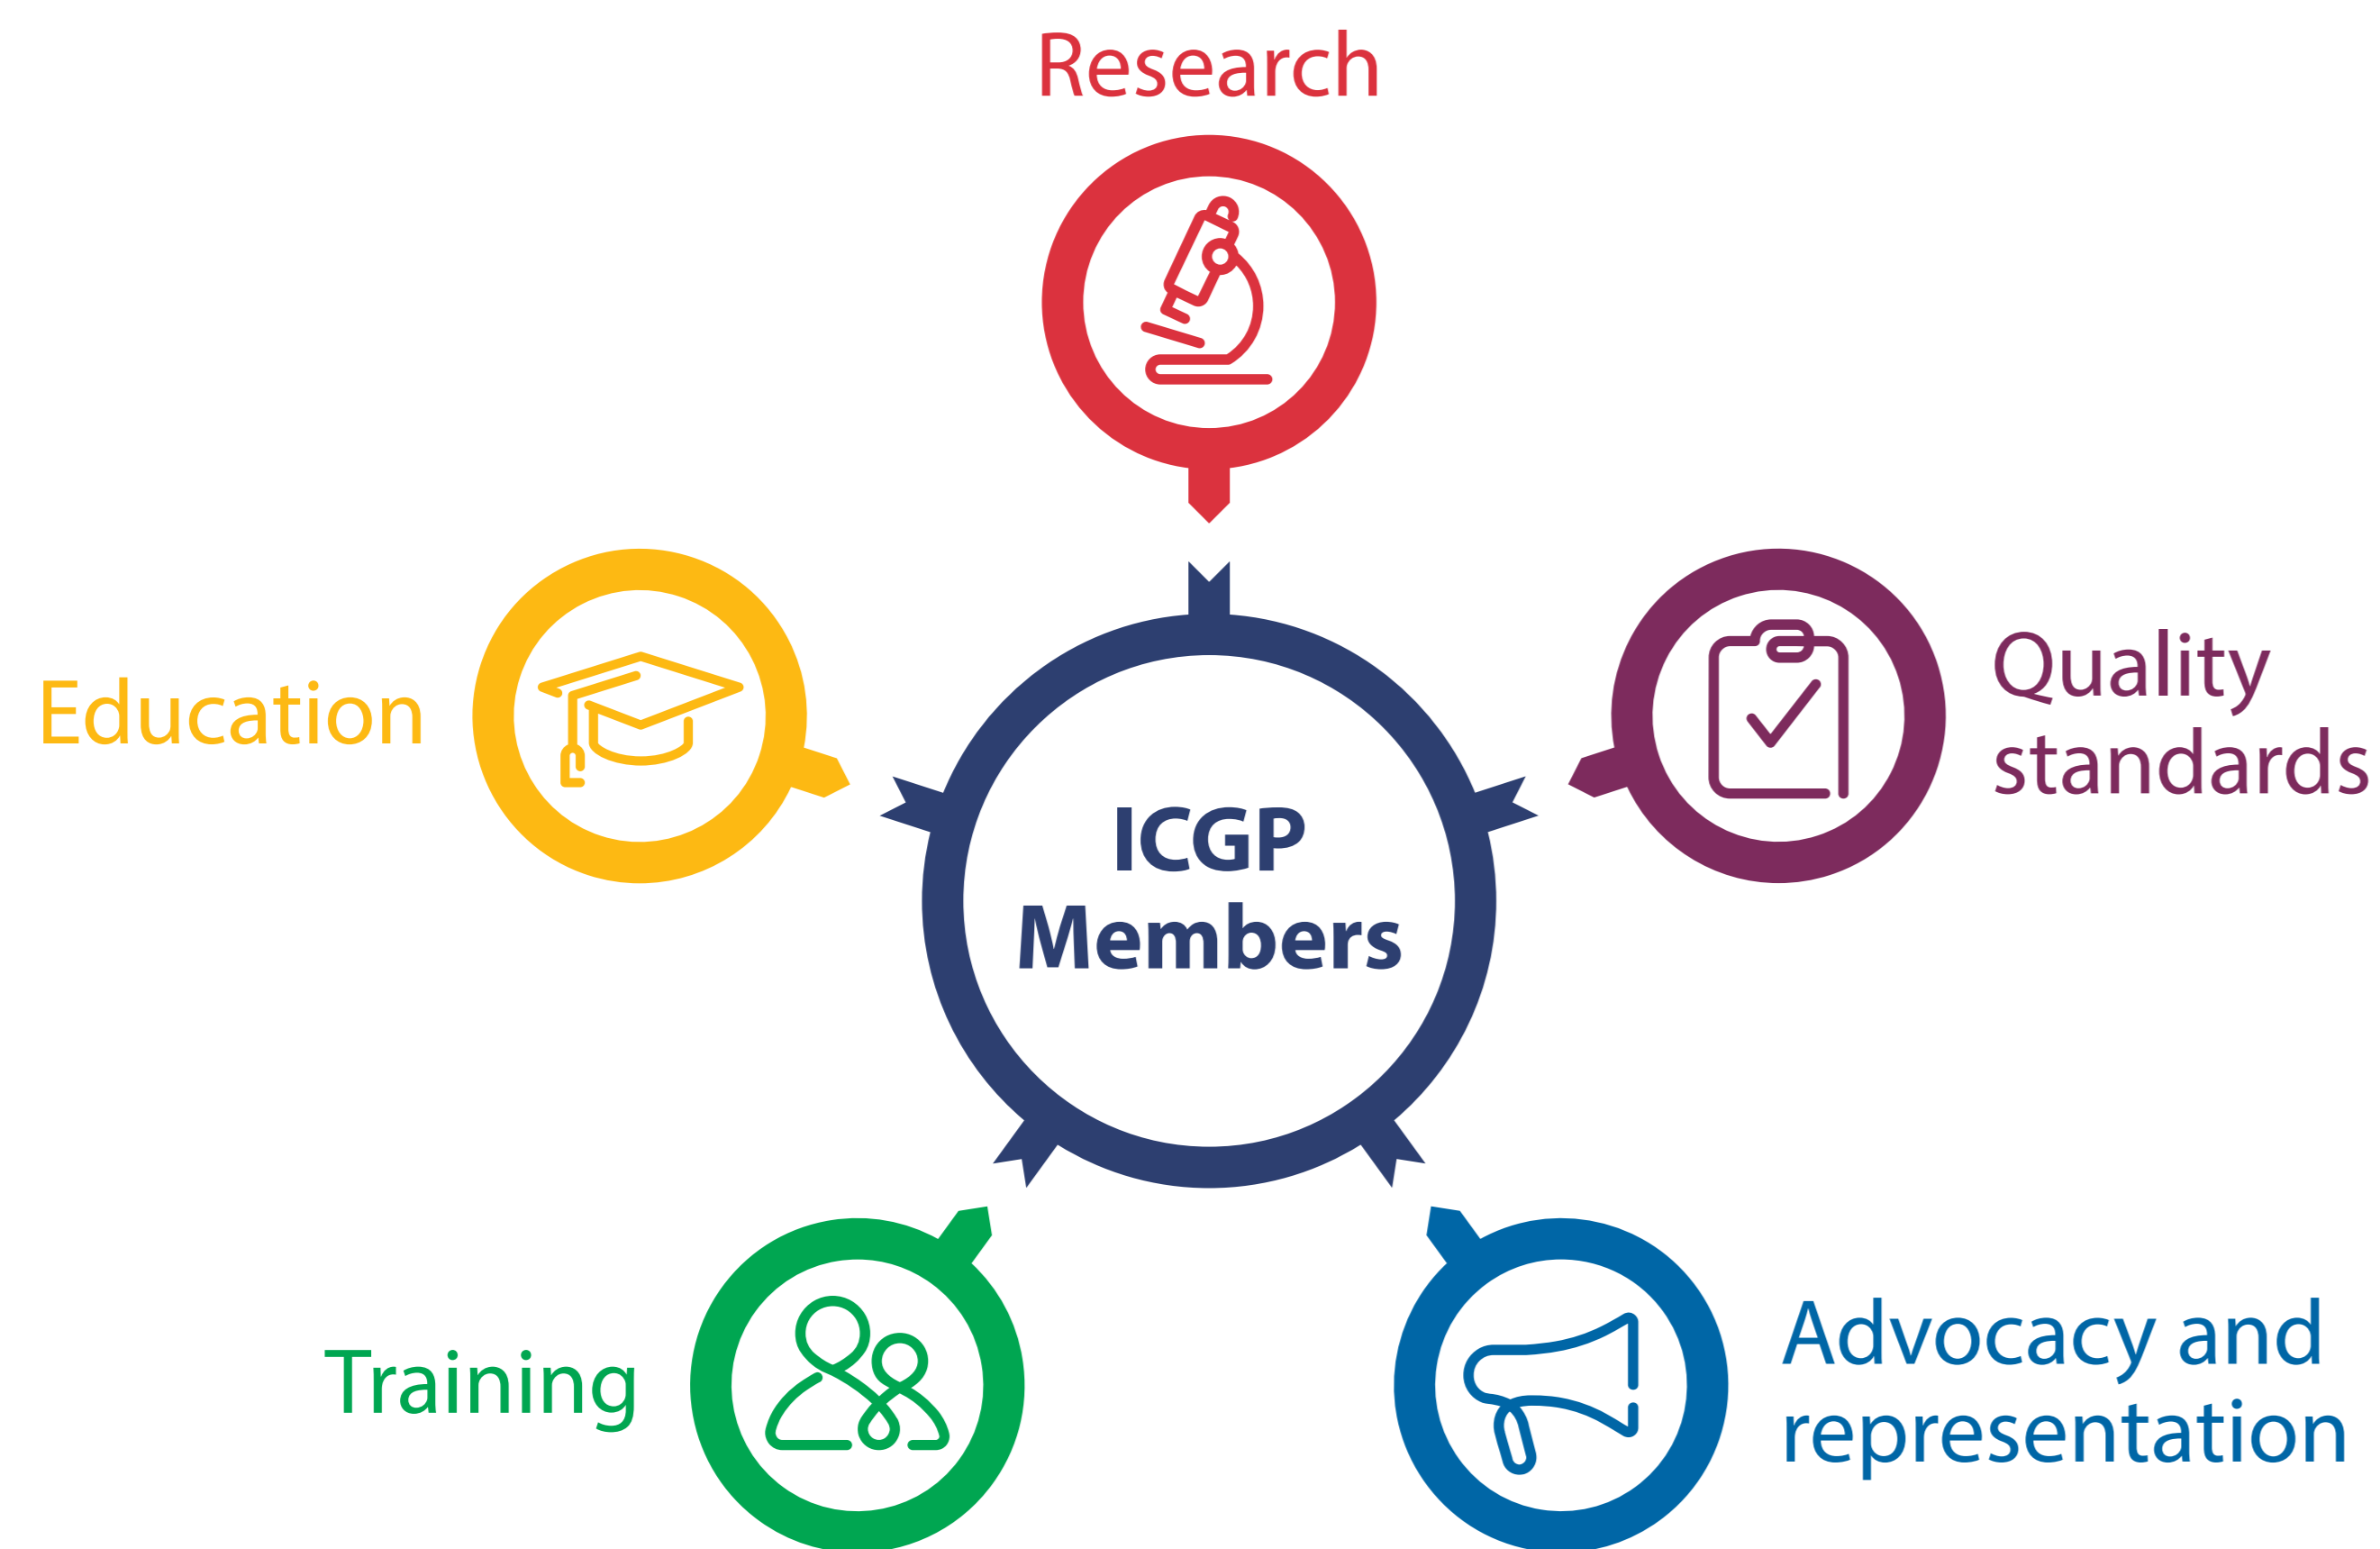 Research
Education
Quality
standards
ICGP
Members
Training
Advocacy and
representation